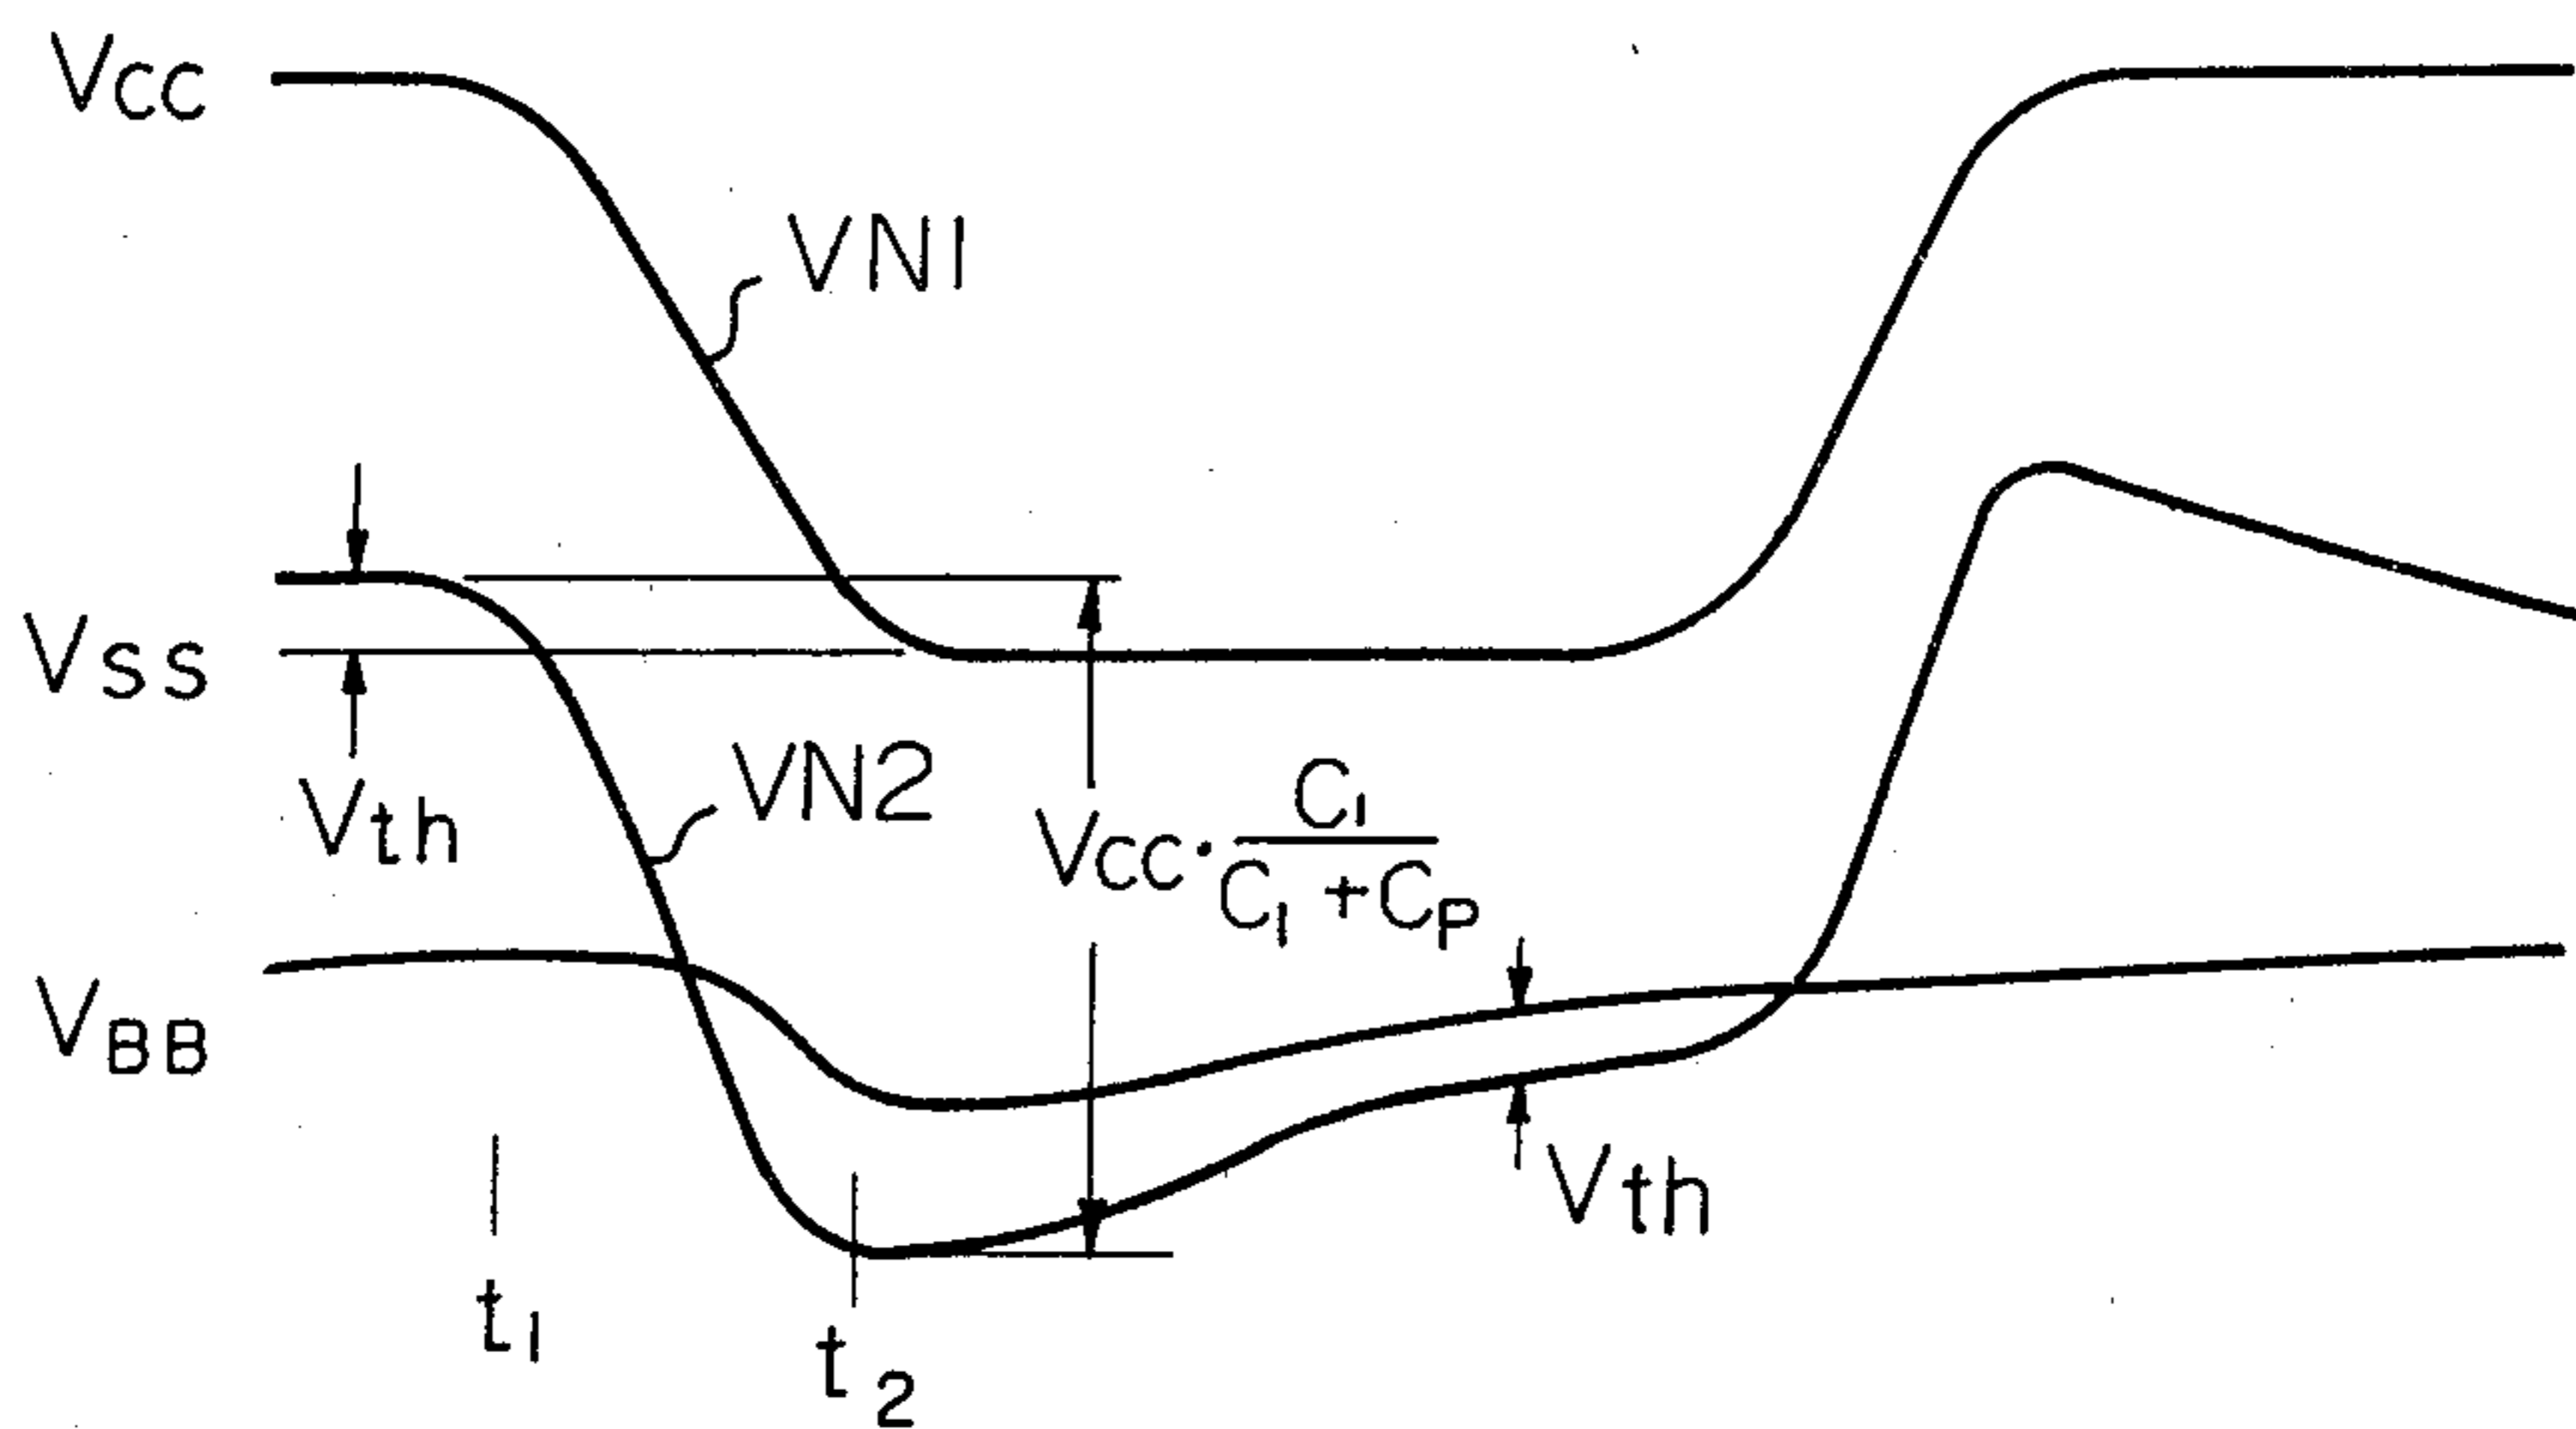 VCC
VN1
VSS
Vth
VN2
VCC · C1 / C1 + CP
VBB
Vth
t1
t2